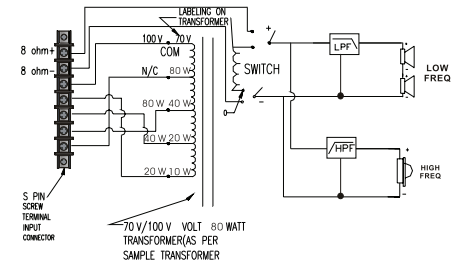 LABELING ON
TRANSFORMER
100 V 70 V
COM
8 ohm+
8 ohm-
N/C 80 W
80 W 40 W
40 W 20 W
20 W 10 W
SWITCH
+
-
LPF
+
-
+
-
LOW
FREQ
HPF
+
-
HIGH
FREQ
S PIN
SCREW
TERMINAL
INPUT
CONNECTOR
70 V/100 V VOLT 80 WATT
TRANSFORMER(AS PER
SAMPLE TRANSFORMER